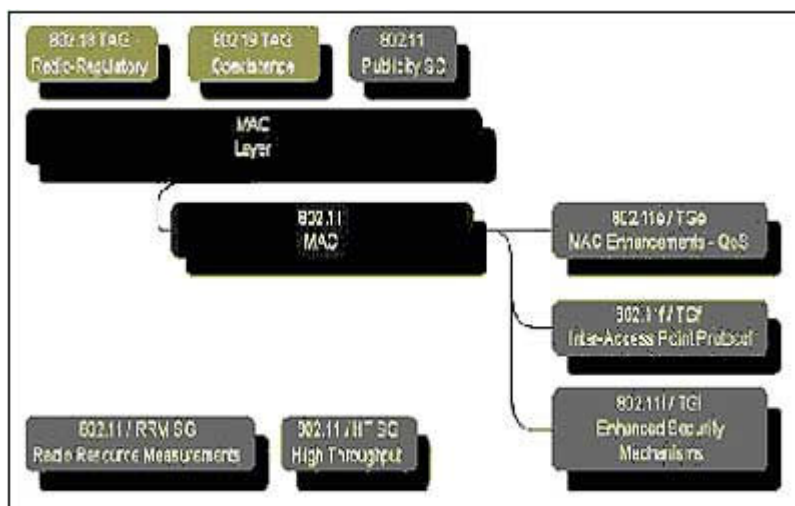 802.18 TAG
Radio-Regulatory
802.19 TAG
Coexistence
802.11
Publicity SC
MAC
Layer
802.11
MAC
802.11e / TGe
MAC Enhancements - QoS
802.11f / TGf
Inter-Access Point Protocol
802.11i / TGi
Enhanced Security
Mechanisms
802.11 / RRM SG
Radio Resource Measurements
802.11 / HT SG
High Throughput